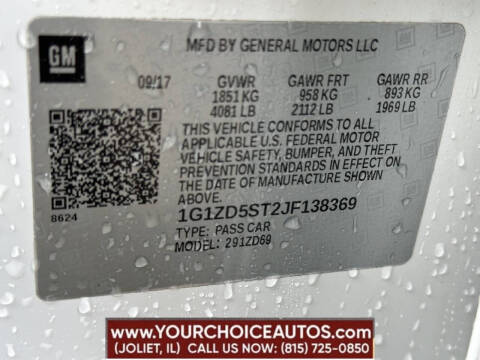 GM
MFD BY GENERAL MOTORS LLC
09/17 GVWR GAWR FRT GAWR RR
1851 KG 958 KG 893 KG
4081 LB 2112 LB 1969 LB
THIS VEHICLE CONFORMS TO ALL
APPLICABLE U.S. FEDERAL MOTOR
VEHICLE SAFETY, BUMPER, AND THEFT
PREVENTION STANDARDS IN EFFECT ON
THE DATE OF MANUFACTURE SHOWN
ABOVE.
8624
1G1ZD5ST2JF138369
TYPE: PASS CAR
MODEL: 291ZD69
WWW.YOURCHOICEAUTOS.COM
(JOLIET, IL) CALL US NOW: (815) 725-0850